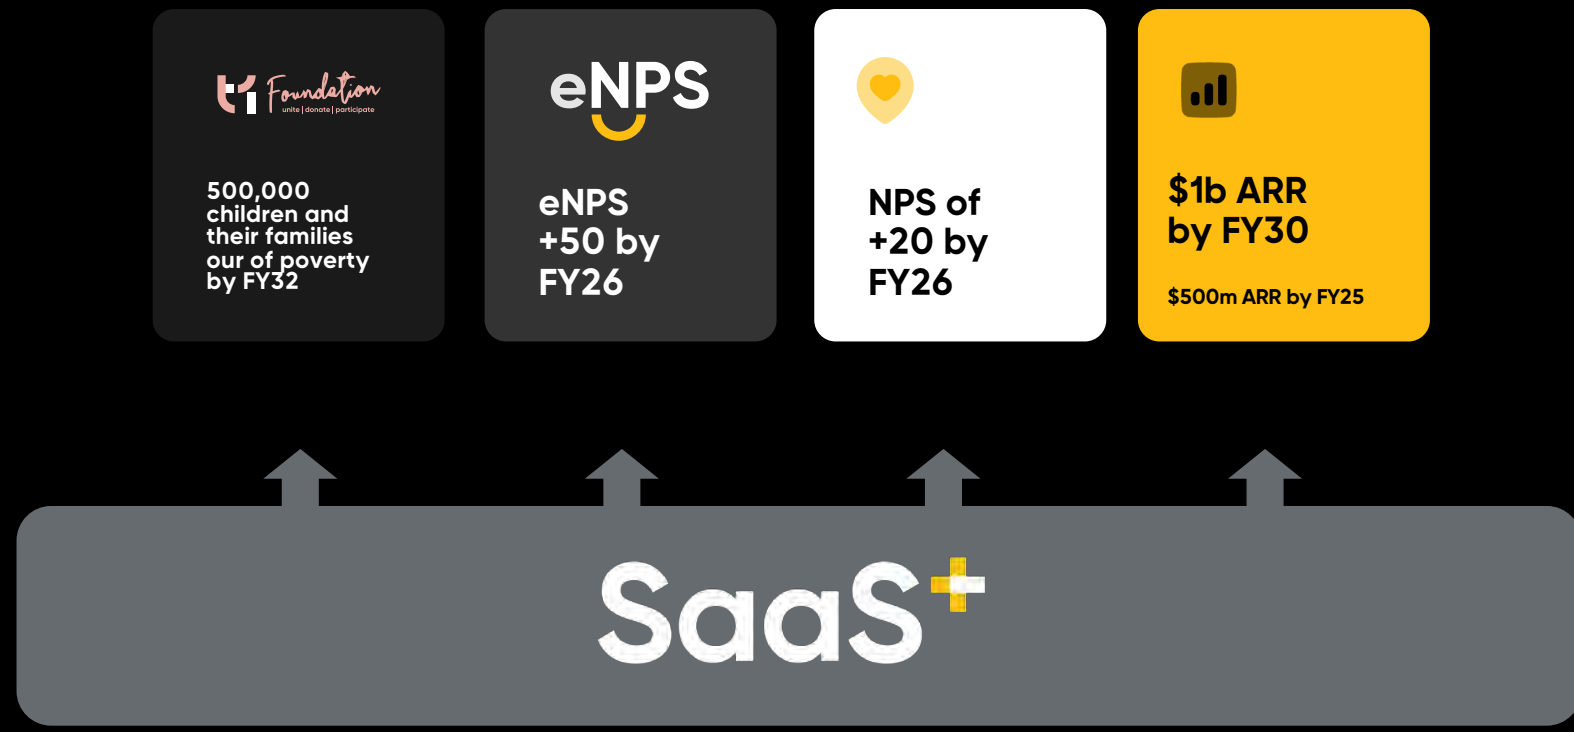 t1 Foundation
unite | donate | participate
500,000
children and
their families
our of poverty
by FY32
eNPS
eNPS
+50 by
FY26
NPS of
+20 by
FY26
$1b ARR
by FY30
$500m ARR by FY25
SaaS+